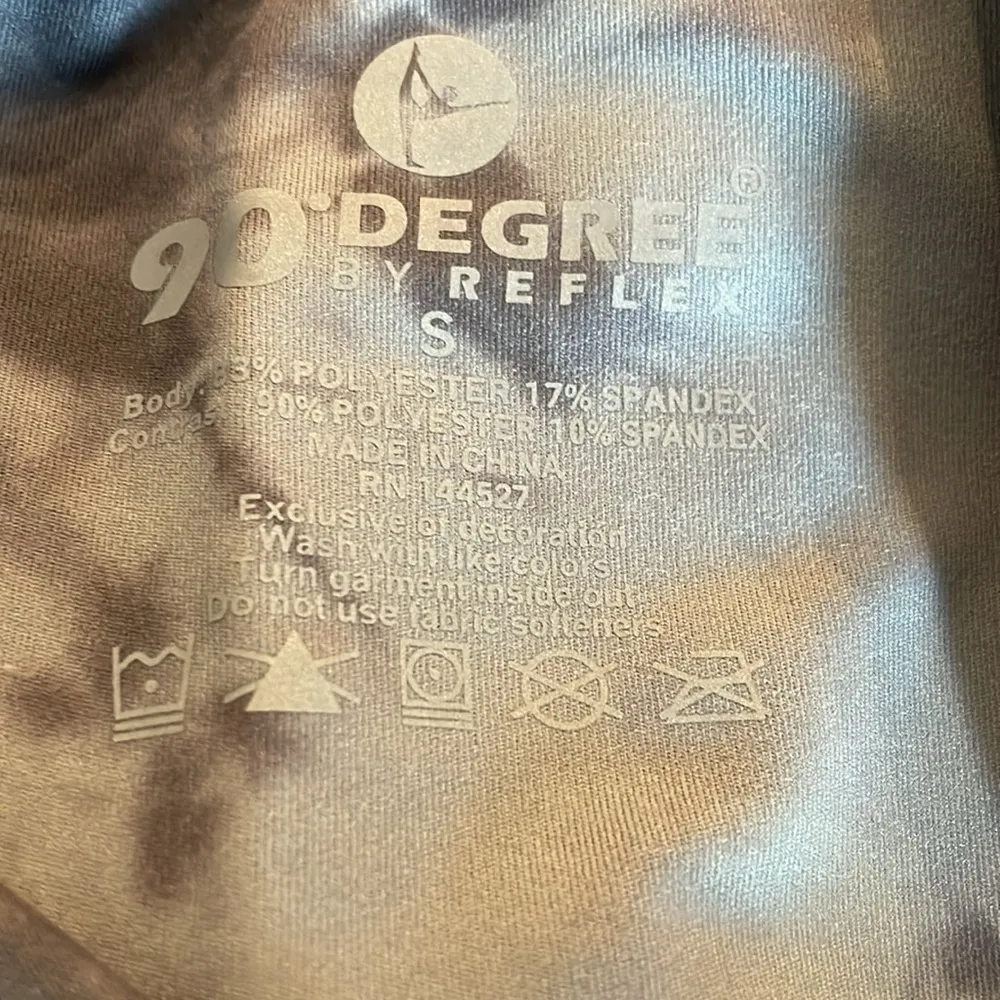 90° DEGREE®
BY REFLEX
S
Body: 83% POLYESTER 17% SPANDEX
Contrast: 90% POLYESTER 10% SPANDEX
MADE IN CHINA
RN 144527
Exclusive of decoration
Wash with like colors
Turn garment inside out
Do not use fabric softeners